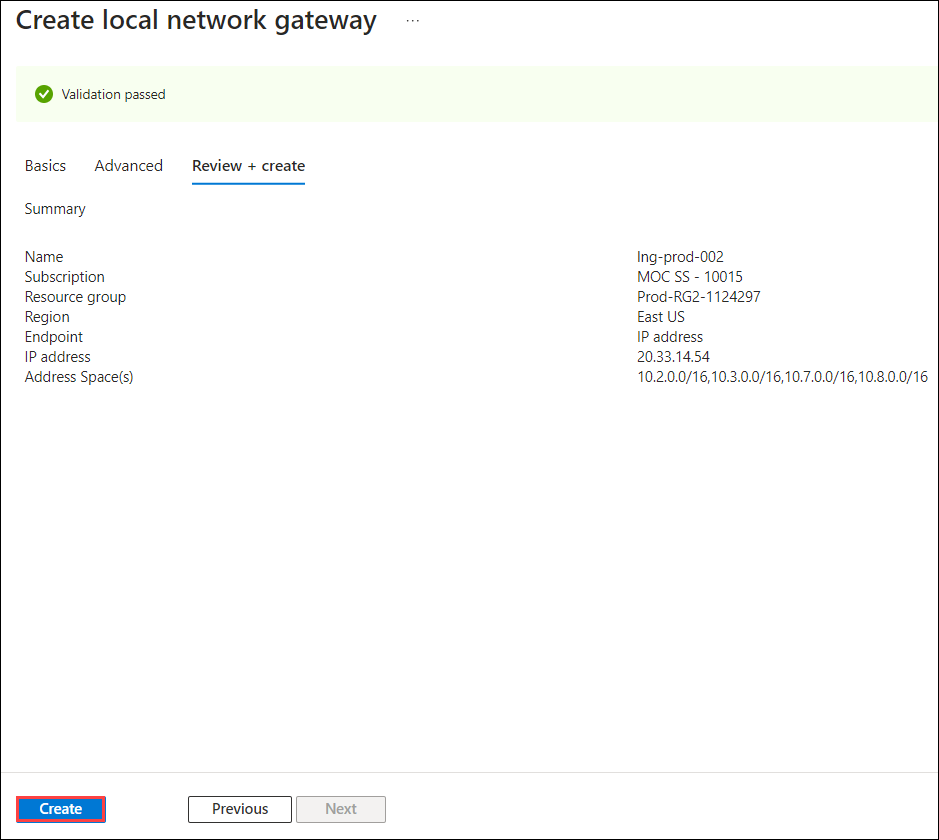 Create local network gateway ...
Validation passed
Basics Advanced Review + create
Summary
Name lng-prod-002
Subscription MOC SS - 10015
Resource group Prod-RG2-1124297
Region East US
Endpoint IP address
IP address 20.33.14.54
Address Space(s) 10.2.0.0/16,10.3.0.0/16,10.7.0.0/16,10.8.0.0/16
Create Previous Next